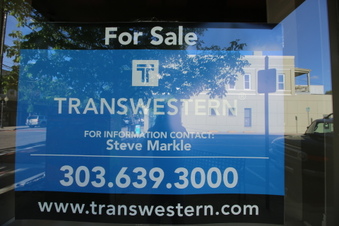 For Sale
TRANSWESTERN
FOR INFORMATION CONTACT:
Steve Markle
303.639.3000
www.transwestern.com